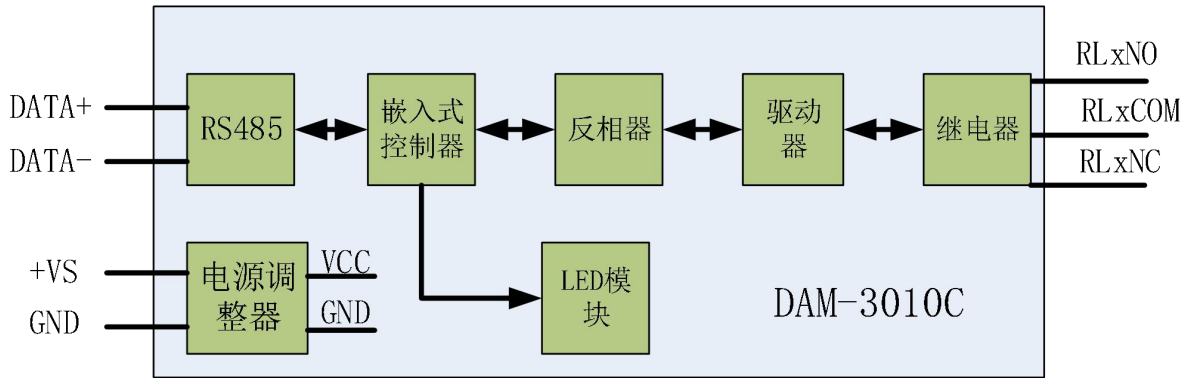 RLxNO
DATA+
RS485
嵌入式
控制器
反相器
驱动
器
继电器
RLxCOM
DATA-
RLxNC
+VS
电源调
整器
VCC
LED模
块
GND
GND
DAM-3010C